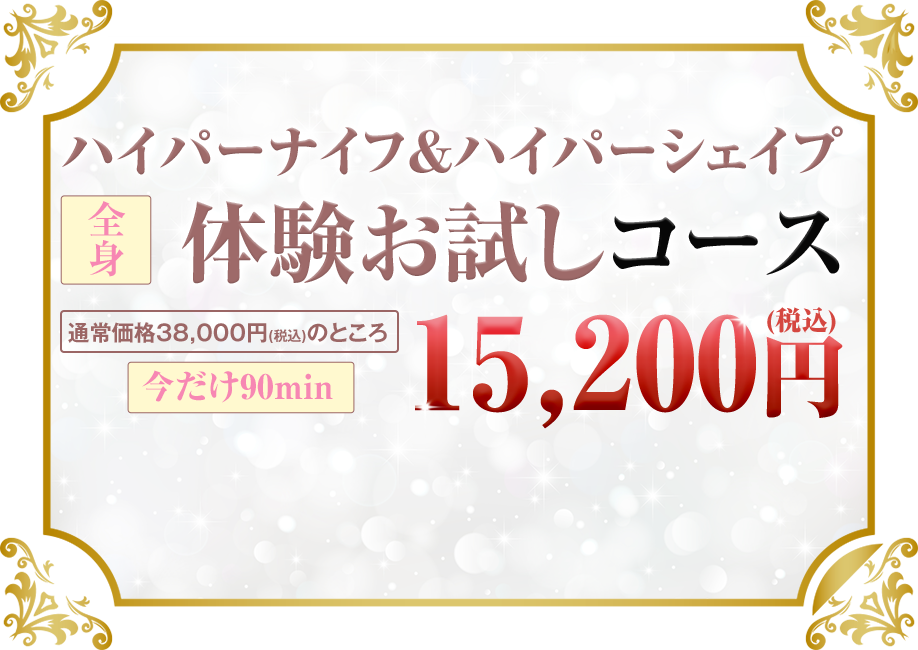 ハイパーナイフ&ハイパーシェイプ
全身
体験お試しコース
通常価格38,000円(税込)のところ
今だけ90min
15,200円(税込)